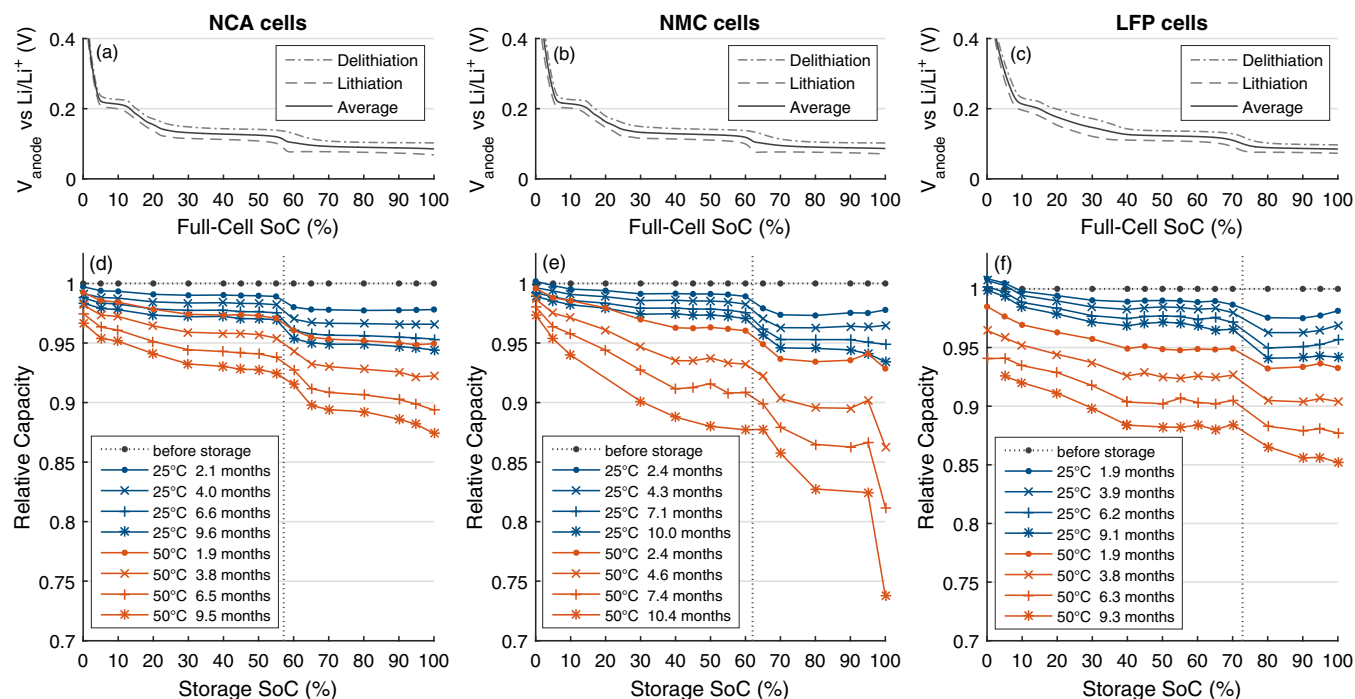 NCA cells
NMC cells
LFP cells
(a)
Delithiation
Lithiation
Average
V_anode vs Li/Li⁺ (V)
0.4
0.2
0
0 10 20 30 40 50 60 70 80 90 100
Full-Cell SoC (%)
(b)
Delithiation
Lithiation
Average
V_anode vs Li/Li⁺ (V)
0.4
0.2
0
0 10 20 30 40 50 60 70 80 90 100
Full-Cell SoC (%)
(c)
Delithiation
Lithiation
Average
V_anode vs Li/Li⁺ (V)
0.4
0.2
0
0 10 20 30 40 50 60 70 80 90 100
Full-Cell SoC (%)
(d)
Relative Capacity
1
0.95
0.9
0.85
0.8
0.75
0.7
before storage
25°C 2.1 months
25°C 4.0 months
25°C 6.6 months
25°C 9.6 months
50°C 1.9 months
50°C 3.8 months
50°C 6.5 months
50°C 9.5 months
0 10 20 30 40 50 60 70 80 90 100
Storage SoC (%)
(e)
Relative Capacity
1
0.95
0.9
0.85
0.8
0.75
0.7
before storage
25°C 2.4 months
25°C 4.3 months
25°C 7.1 months
25°C 10.0 months
50°C 2.4 months
50°C 4.6 months
50°C 7.4 months
50°C 10.4 months
0 10 20 30 40 50 60 70 80 90 100
Storage SoC (%)
(f)
Relative Capacity
1
0.95
0.9
0.85
0.8
0.75
0.7
before storage
25°C 1.9 months
25°C 3.9 months
25°C 6.2 months
25°C 9.1 months
50°C 1.9 months
50°C 3.8 months
50°C 6.3 months
50°C 9.3 months
0 10 20 30 40 50 60 70 80 90 100
Storage SoC (%)